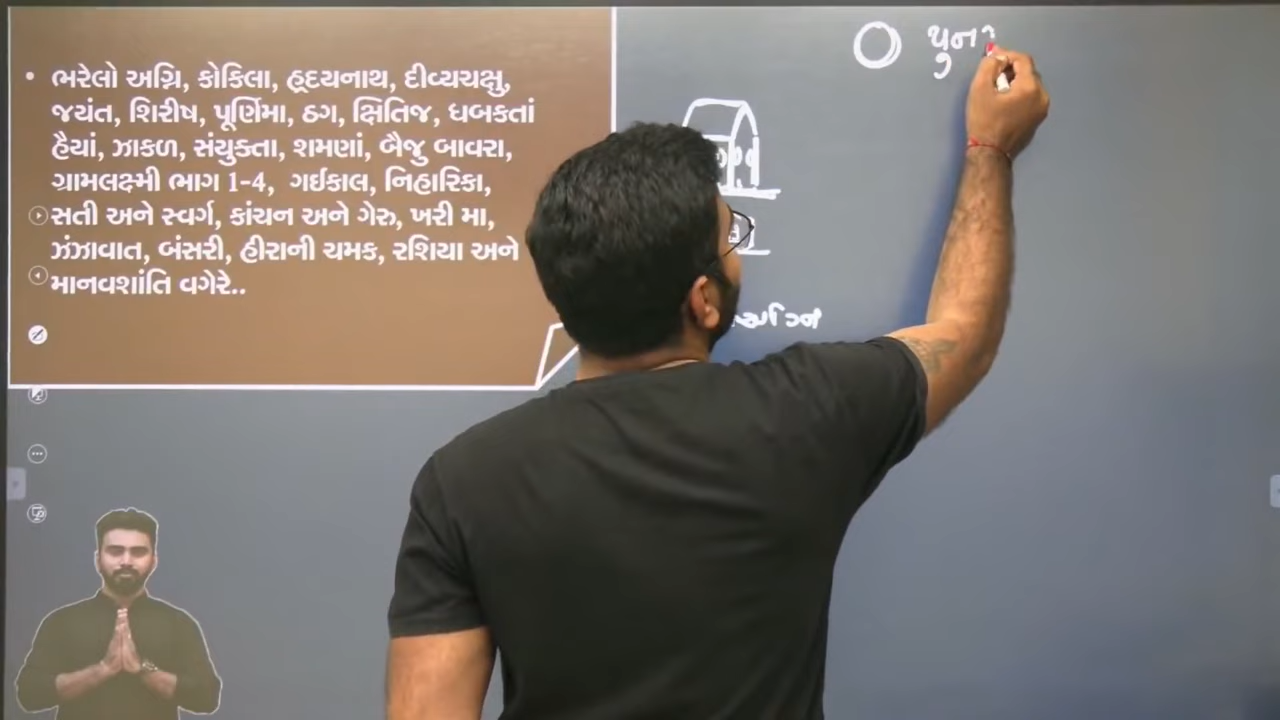 • ભરેલો અગ્નિ, કોકિલા, હૃદયનાથ, દીવ્યચક્ષુ,
જયંત, શિરીષ, પૂર્ણિમા, ઠગ, ક્ષિતિજ, ધબકતાં
હૈયાં, ઝાકળ, સંયુક્તા, શમણાં, બૈજુ બાવરા,
ગ્રામલક્ષ્મી ભાગ 1-4, ગઈકાલ, નિહારિકા,
સતી અને સ્વર્ગ, કાંચન અને ગેરુ, ખરી મા,
ઝંઝાવાત, બંસરી, હીરાની ચમક, રશિયા અને
માનવશાંતિ વગેરે..